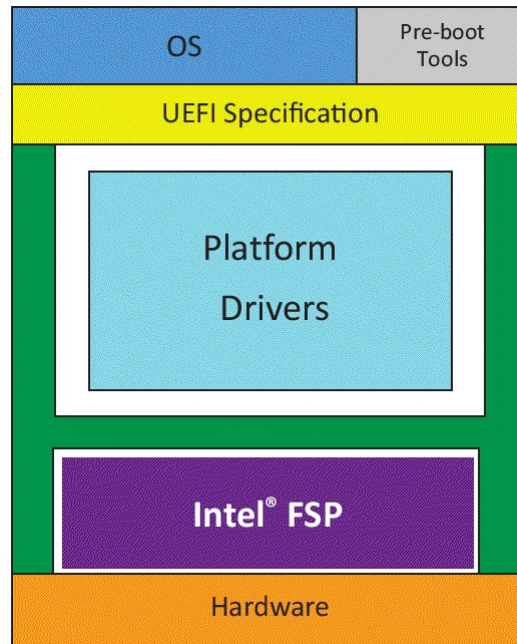 OS
Pre-boot
Tools
UEFI Specification
Platform
Drivers
Intel® FSP
Hardware